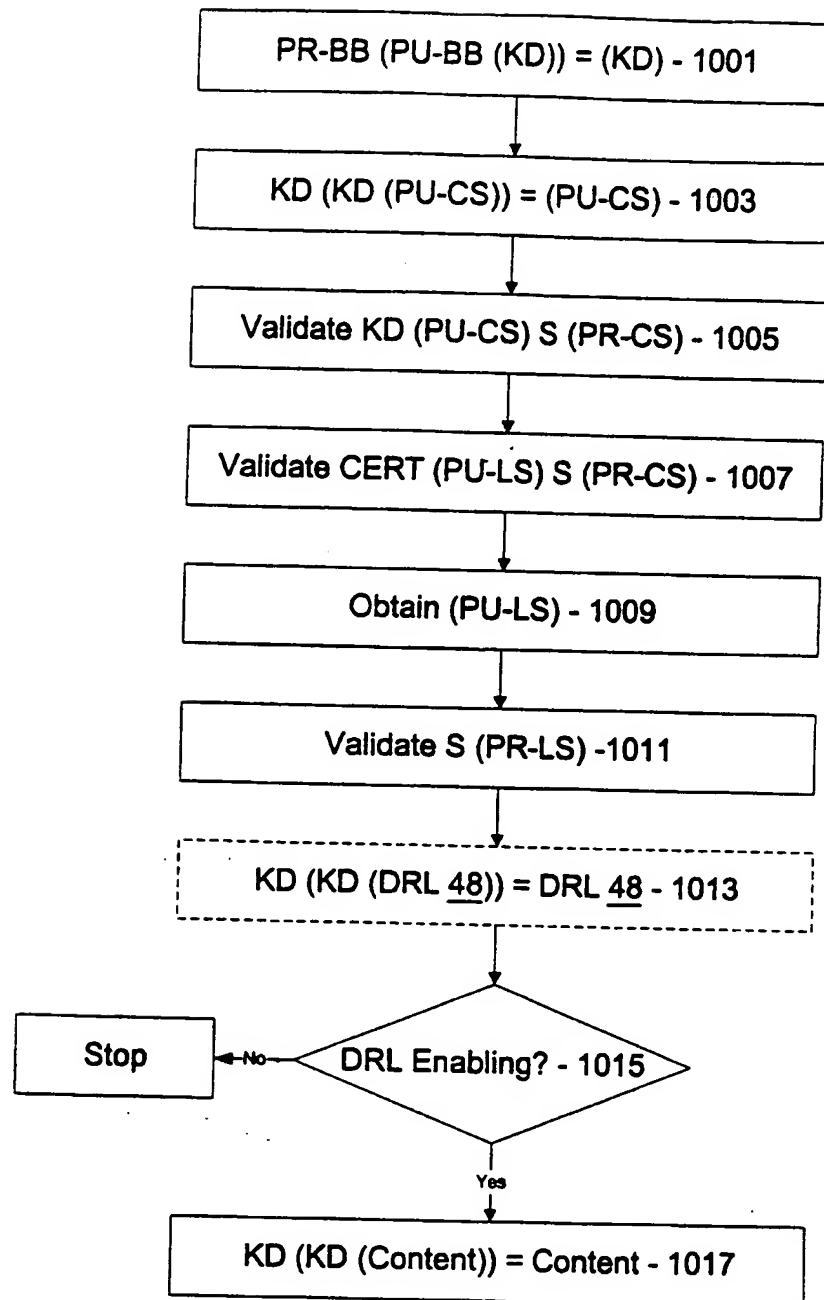 PR-BB (PU-BB (KD)) = (KD) - 1001
KD (KD (PU-CS)) = (PU-CS) - 1003
Validate KD (PU-CS) S (PR-CS) - 1005
Validate CERT (PU-LS) S (PR-CS) - 1007
Obtain (PU-LS) - 1009
Validate S (PR-LS) -1011
KD (KD (DRL 48)) = DRL 48 - 1013
Stop
No
DRL Enabling? - 1015
Yes
KD (KD (Content)) = Content - 1017